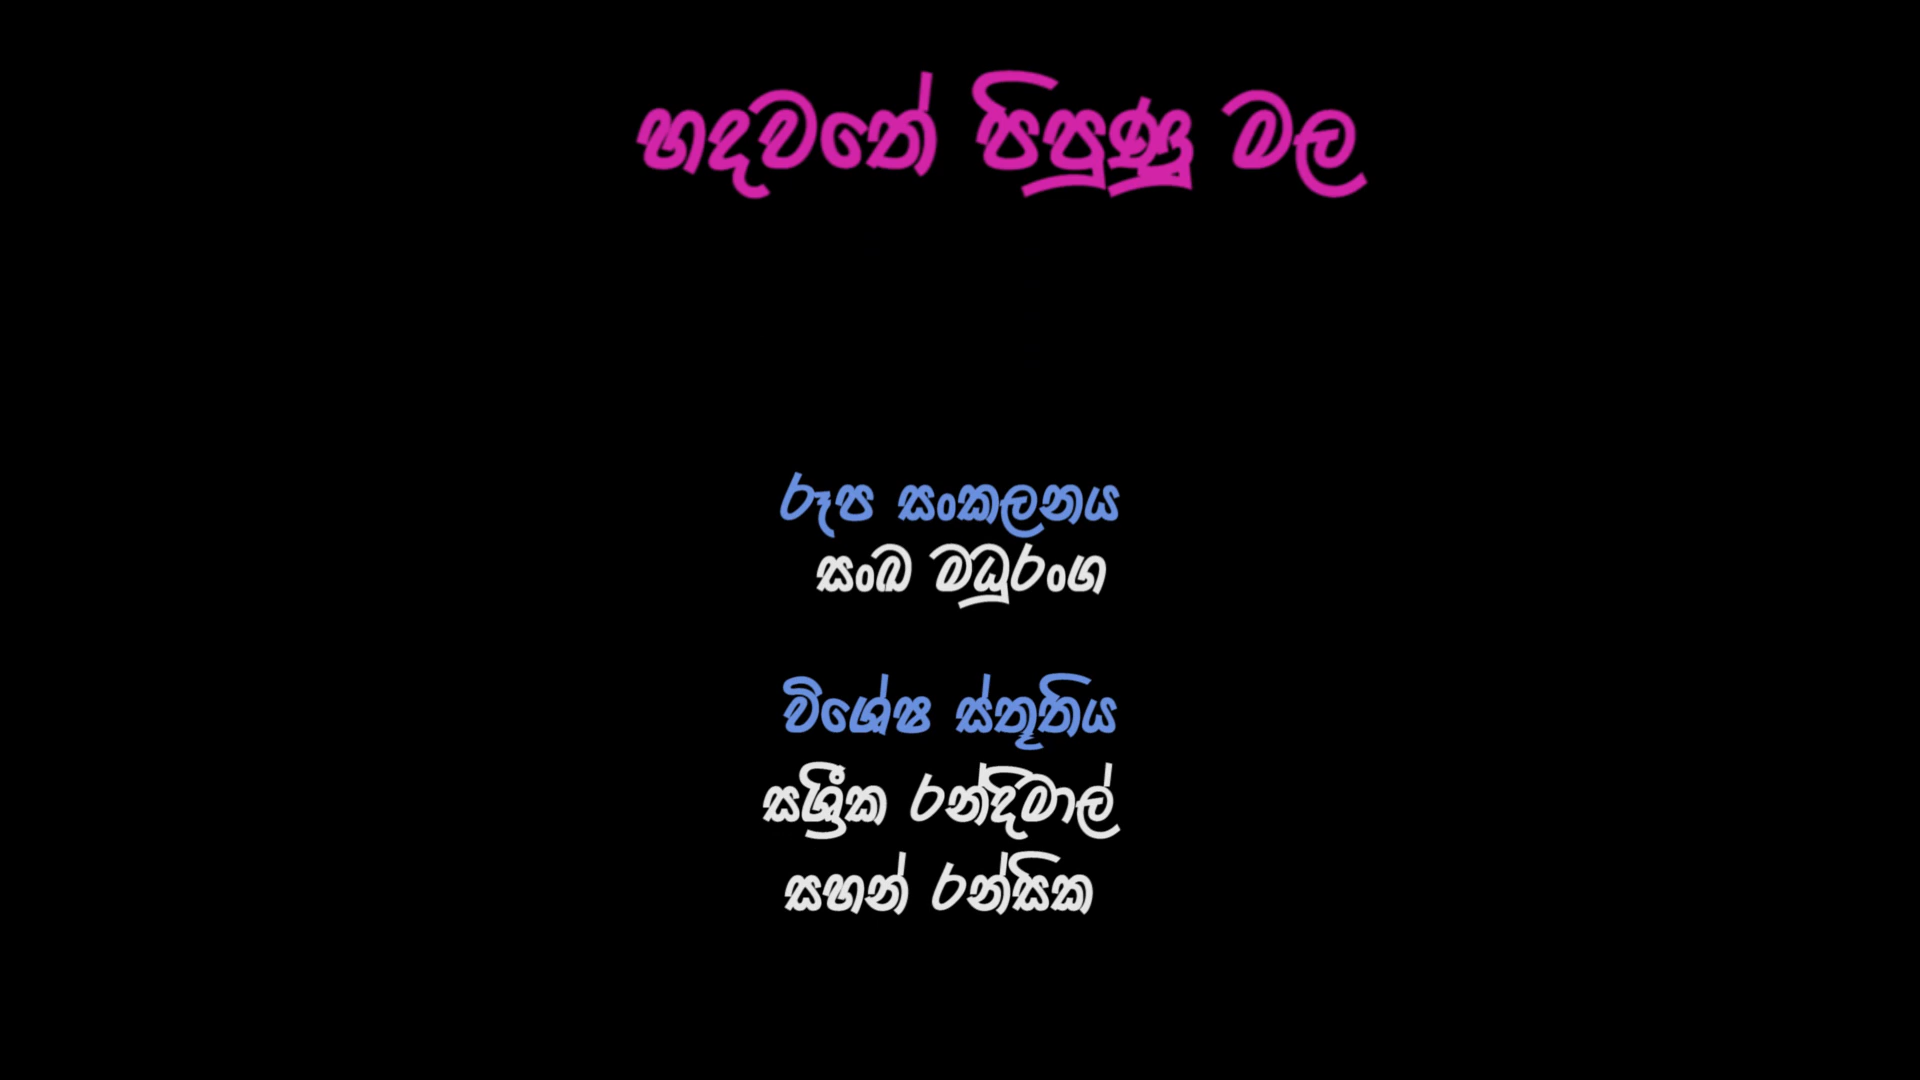 හදවතේ පිපුණු මල
රූප සංකලනය
සංඛ මධුරංග
විශේෂ ස්තූතිය
සශ්‍රීක රන්දිමාල්
සහන් රන්සික